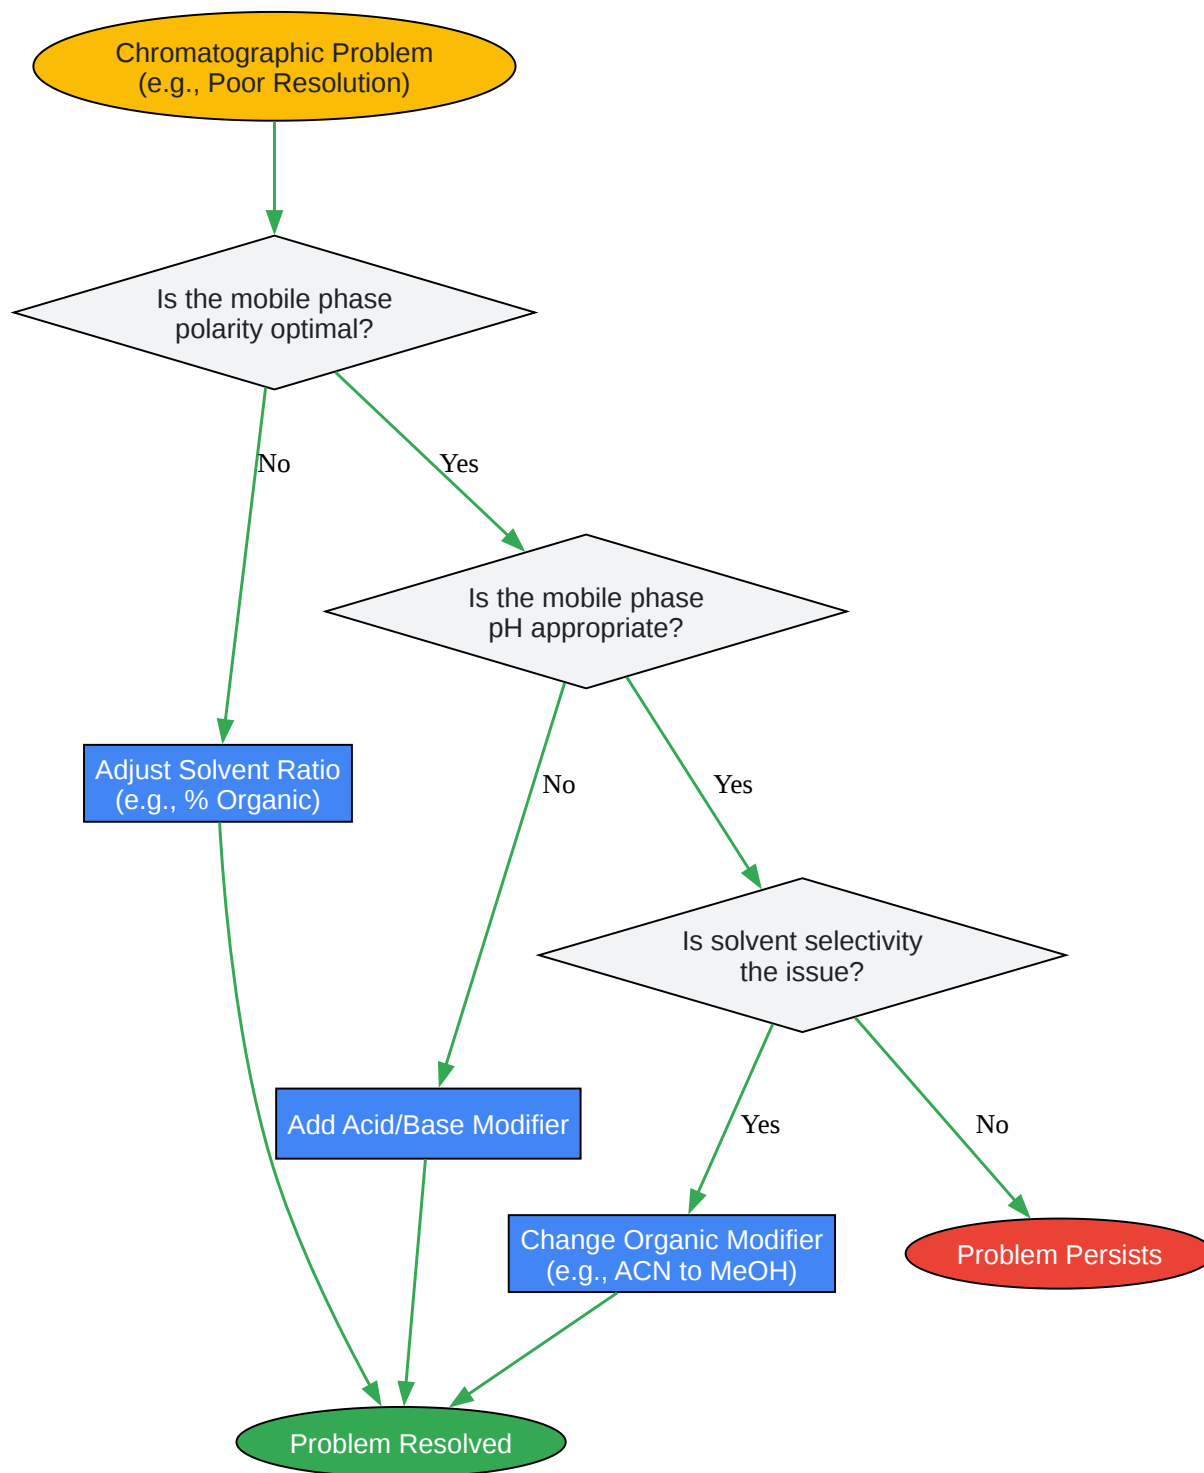 Chromatographic Problem
(e.g., Poor Resolution)
Is the mobile phase
polarity optimal?
No
Yes
Is the mobile phase
pH appropriate?
Adjust Solvent Ratio
(e.g., % Organic)
No
Yes
Is solvent selectivity
the issue?
Add Acid/Base Modifier
Yes
No
Change Organic Modifier
(e.g., ACN to MeOH)
Problem Persists
Problem Resolved